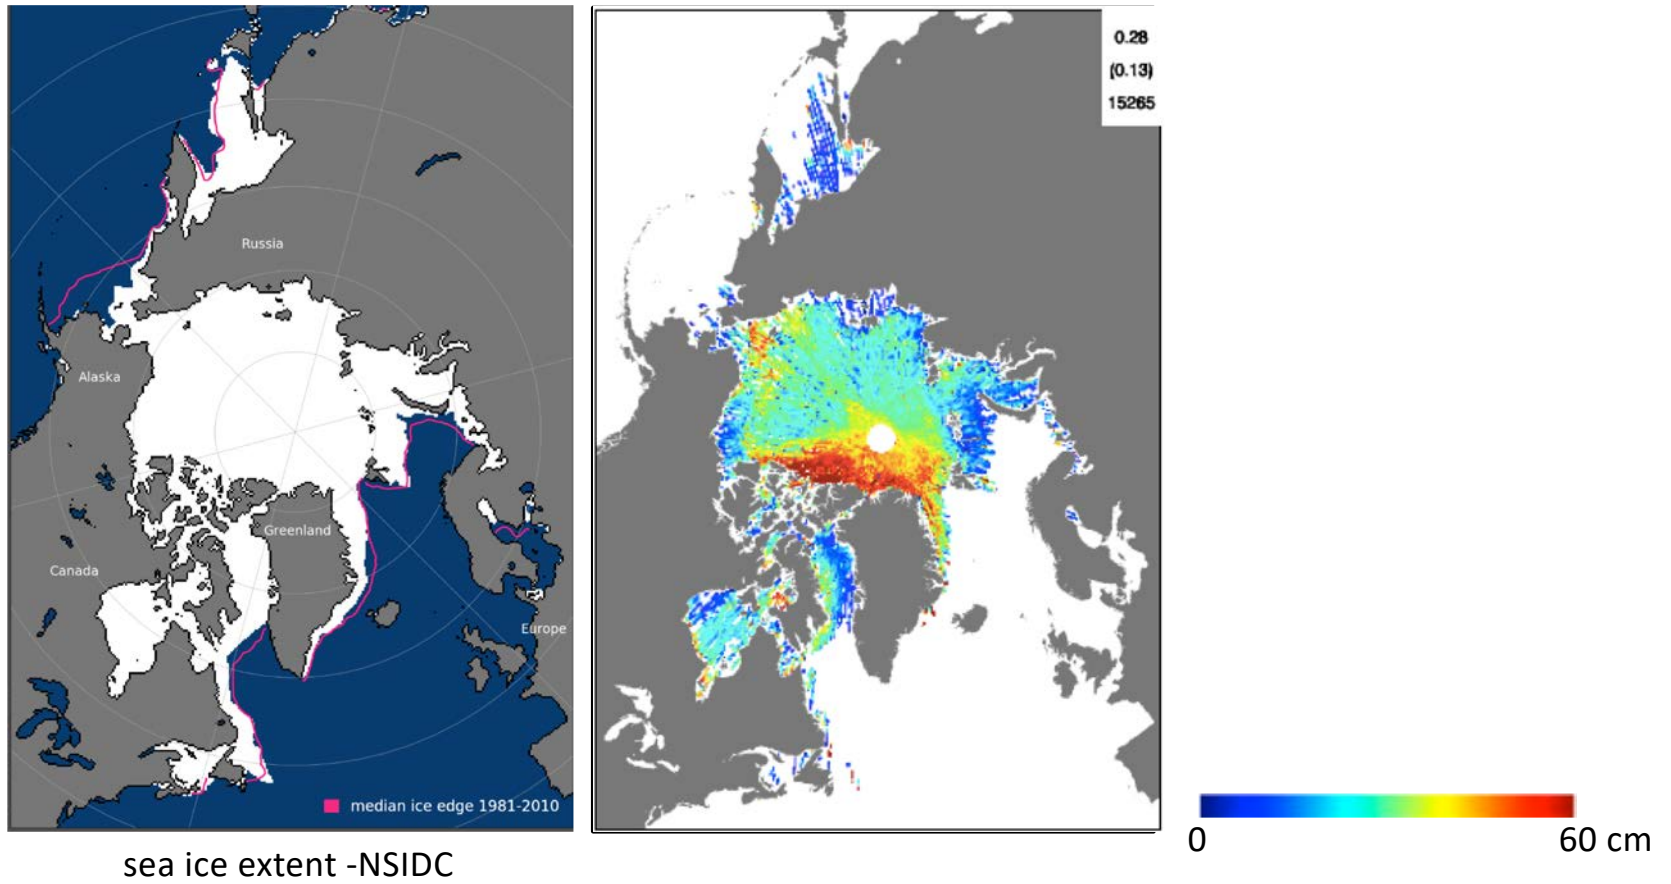 Russia
Alaska
Greenland
Canada
Europe
median ice edge 1981-2010
sea ice extent -NSIDC
0.28
(0.13)
15265
0
60 cm